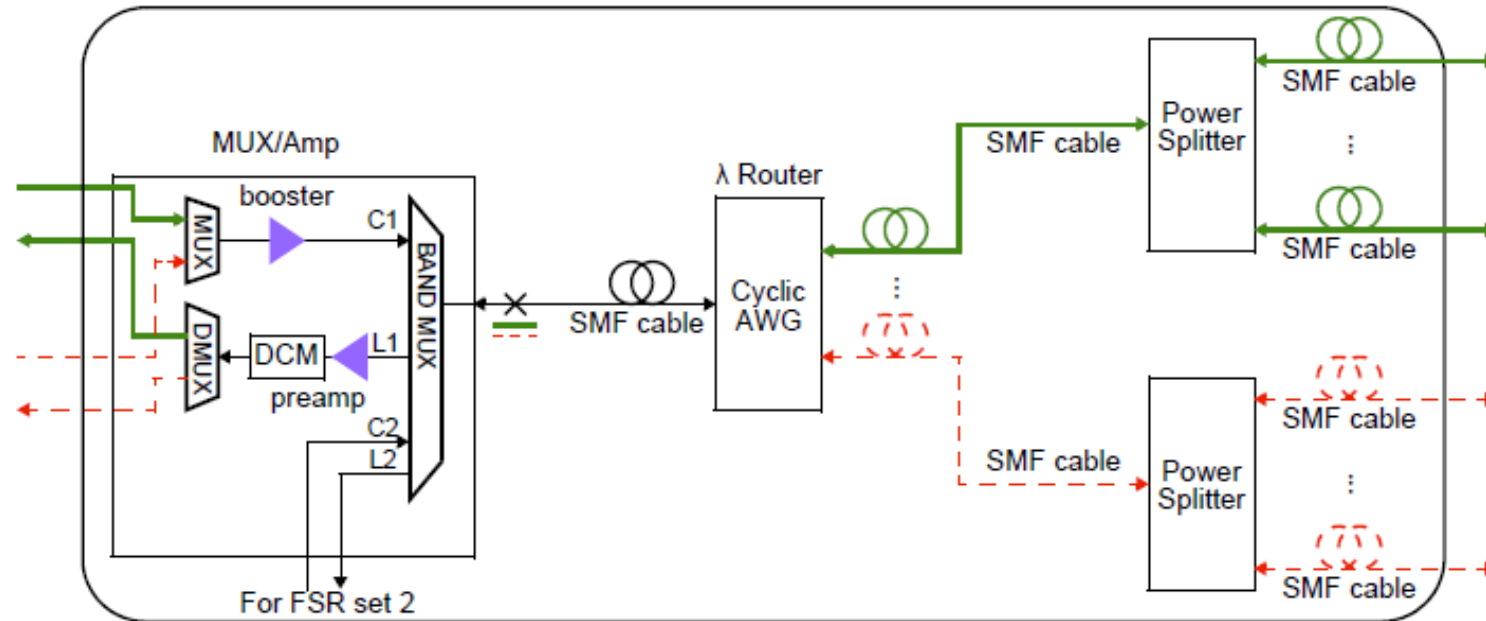 SMF cable
Power
Splitter
SMF cable
⋮
SMF cable
MUX/Amp
booster
MUX
C1
BAND MUX
DMUX
DCM
L1
preamp
C2
L2
For FSR set 2
SMF cable
λ Router
Cyclic
AWG
⋮
SMF cable
Power
Splitter
SMF cable
⋮
SMF cable